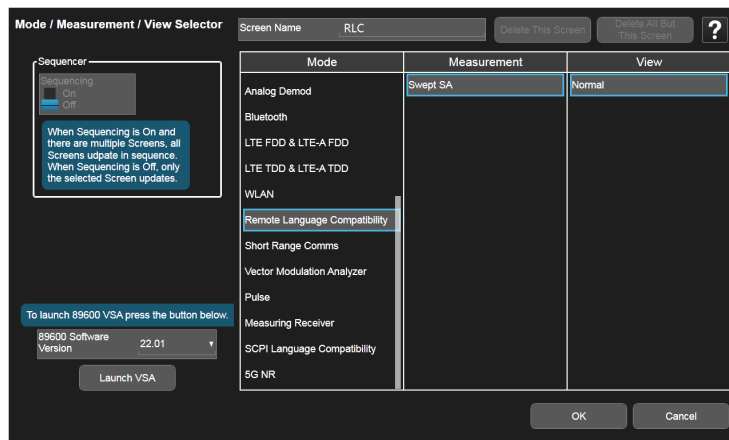 Mode / Measurement / View Selector
Screen Name
RLC
Delete This Screen
Delete All But
This Screen
?
Sequencer
Sequencing
On
Off
When Sequencing is On and
there are multiple Screens, all
Screens udpate in sequence.
When Sequencing is Off, only
the selected Screen updates.
Mode
Measurement
View
Analog Demod
Swept SA
Normal
Bluetooth
LTE FDD & LTE-A FDD
LTE TDD & LTE-A TDD
WLAN
Remote Language Compatibility
Short Range Comms
Vector Modulation Analyzer
Pulse
Measuring Receiver
SCPI Language Compatibility
5G NR
To launch 89600 VSA press the button below.
89600 Software
Version
22.01
Launch VSA
OK
Cancel